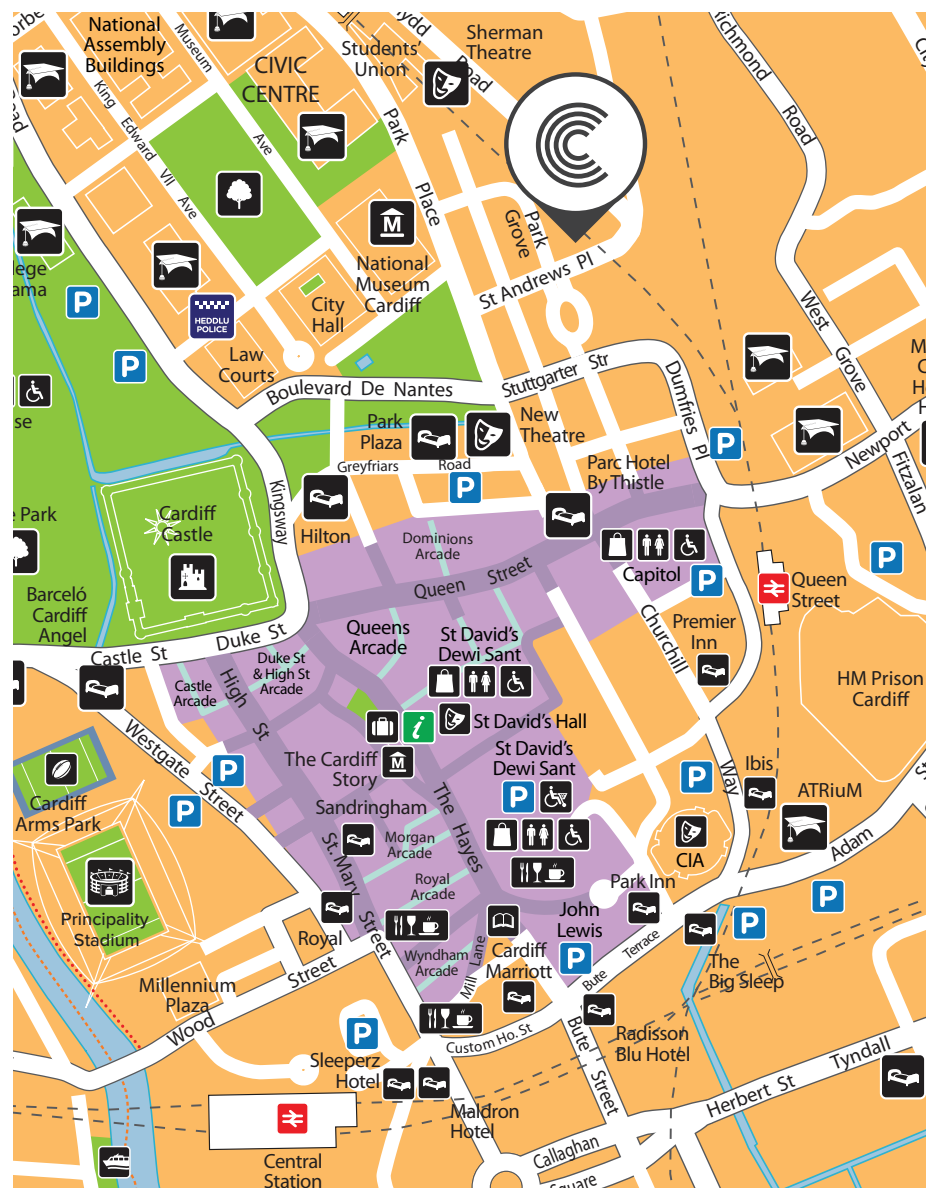 National
Assembly
Buildings
Museum
Ave
King
Edward
VII
Ave
CIVIC
CENTRE
Students'
Union
Sherman
Theatre
Road
Park
Place
Richmond
Road
Park
Grove
St Andrews Pl
M
National
Museum
Cardiff
City
Hall
HEDDLU
POLICE
Law
Courts
P
P
Boulevard De Nantes
Stuttgarter Str
Dumfries Pl
West
Grove
Newport
Fitzalan
Park
Plaza
New
Theatre
Greyfriars Road
P
P
Parc Hotel
By Thistle
Kingsway
Hilton
Cardiff
Castle
Park
Dominions
Arcade
Queen Street
Capitol
P
P
Queen
Street
Barceló
Cardiff
Angel
Castle St
Duke St
Queens
Arcade
St David's
Dewi Sant
Churchill
Way
Premier
Inn
HM Prison
Cardiff
Castle
Arcade
Duke St
& High St
Arcade
High
St
i
St David's Hall
The Cardiff
Story
M
St David's
Dewi Sant
P
P
Ibis
ATRiuM
Westgate Street
P
P
Cardiff
Arms Park
Sandringham
The
Hayes
Morgan
Arcade
CIA
Adam
St. Mary
Street
Royal
Arcade
Park Inn
Principality
Stadium
Royal
John
Lewis
P
P
P
Cardiff
Marriott
Wyndham
Arcade
Mill Lane
Bute Terrace
The
Big Sleep
Millennium
Plaza
Wood
Street
P
Custom Ho. St
Bute
Street
Radisson
Blu Hotel
Sleeperz
Hotel
Maldron
Hotel
Herbert St
Tyndall
Central
Station
Callaghan
Square